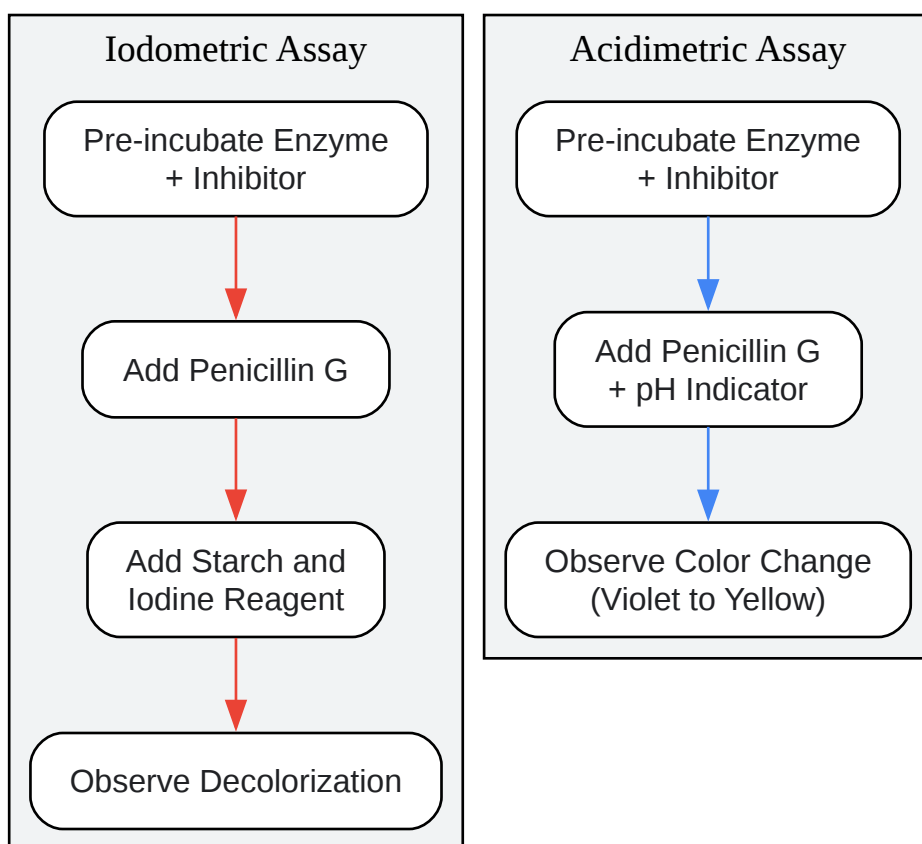 Iodometric Assay
Pre-incubate Enzyme
+ Inhibitor
Add Penicillin G
Add Starch and
Iodine Reagent
Observe Decolorization
Acidimetric Assay
Pre-incubate Enzyme
+ Inhibitor
Add Penicillin G
+ pH Indicator
Observe Color Change
(Violet to Yellow)